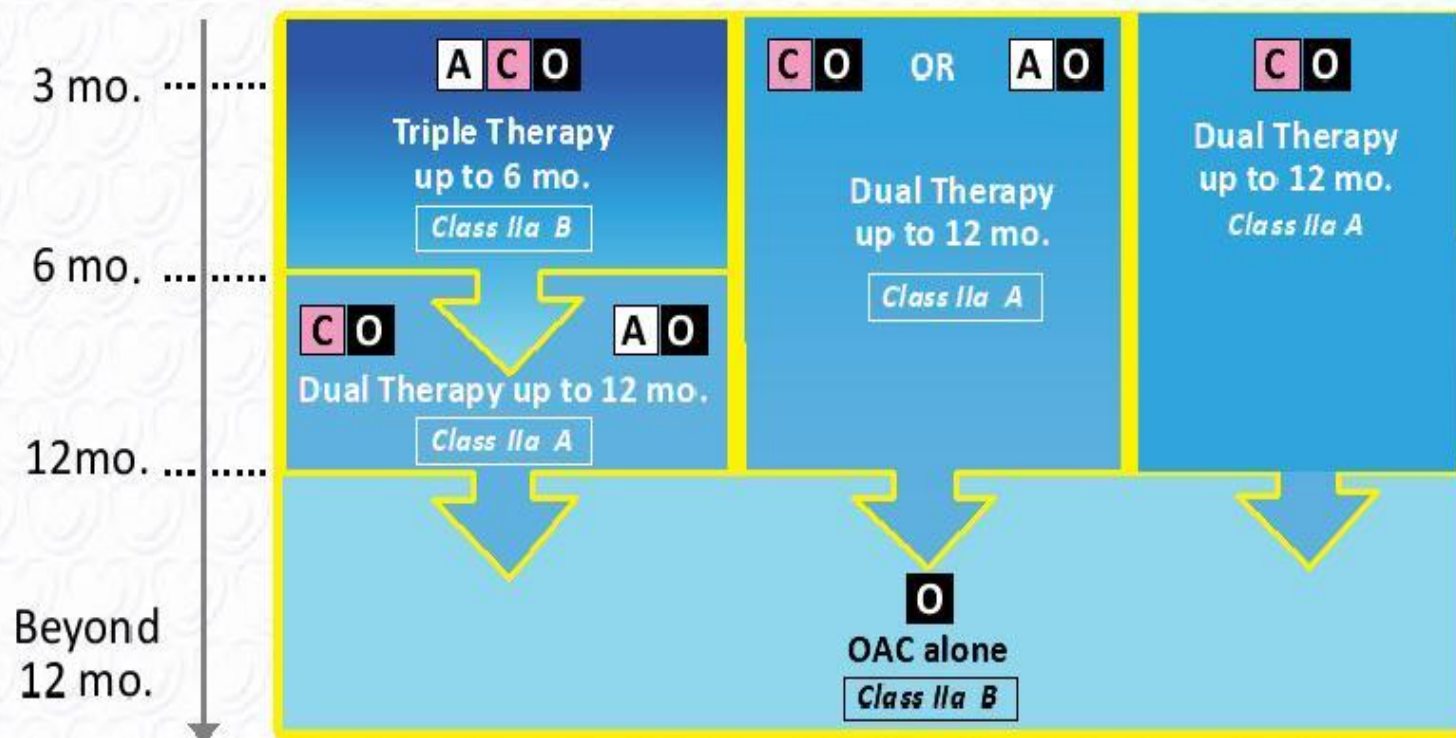 3 mo.
6 mo.
12mo.
Beyond
12 mo.
A C O
Triple Therapy
up to 6 mo.
Class IIa B
C O A O
Dual Therapy up to 12 mo.
Class IIa A
C O OR A O
Dual Therapy
up to 12 mo.
Class IIa A
C O
Dual Therapy
up to 12 mo.
Class IIa A
O
OAC alone
Class IIa B